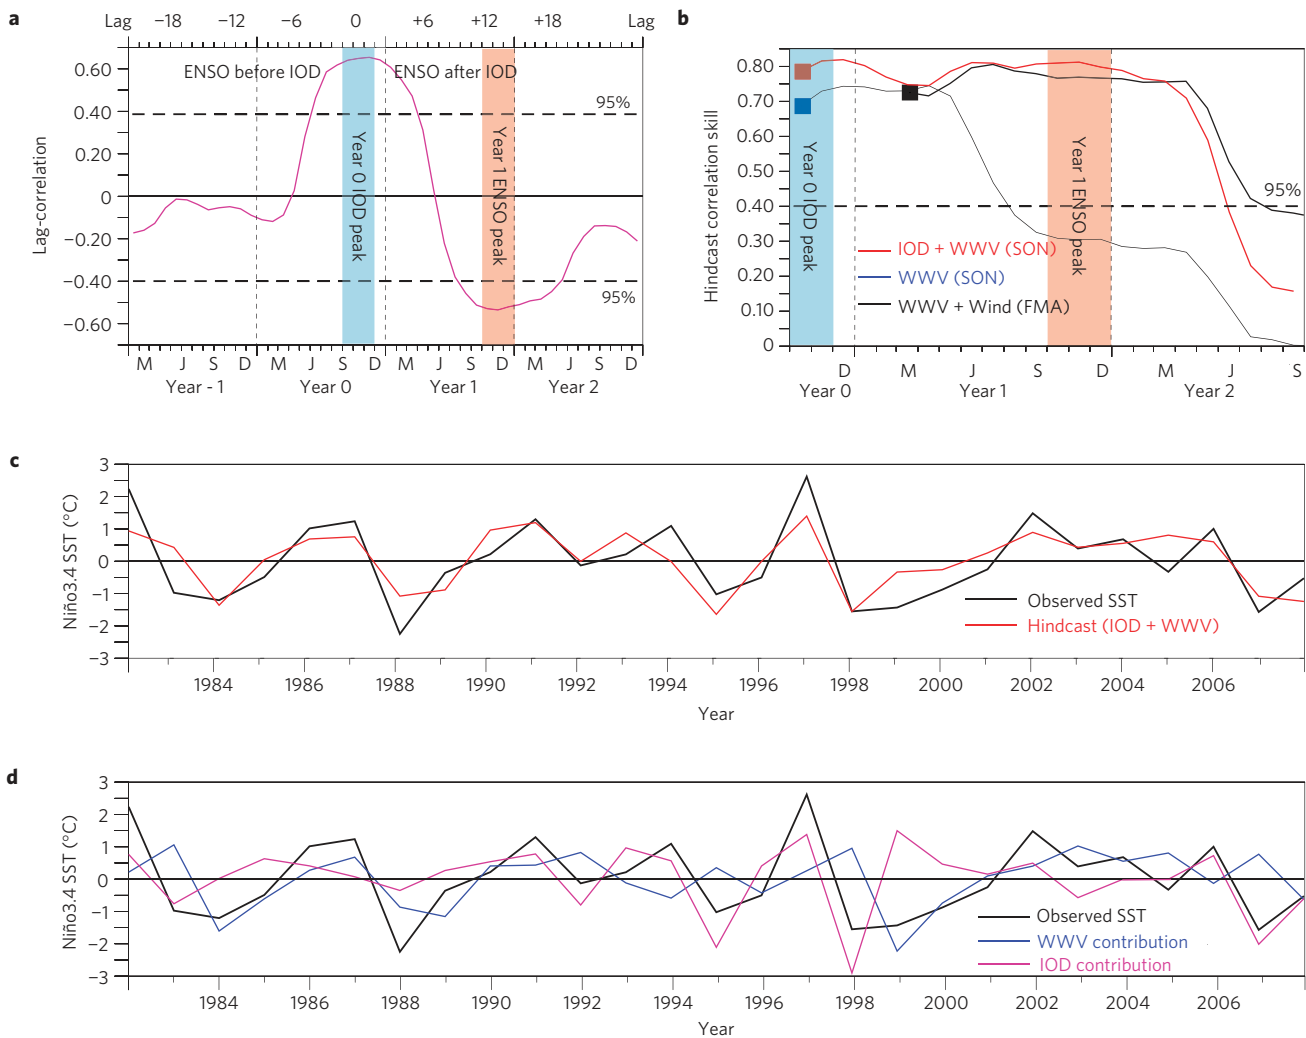 a
Lag −18 −12 −6 0 +6 +12 +18 Lag
ENSO before IOD
ENSO after IOD
95%
95%
Year 0 IOD peak
Year 1 ENSO peak
Lag-correlation
0.60
0.40
0.20
0
−0.20
−0.40
−0.60
M J S D M J S D M J S D M J S D
Year - 1 Year 0 Year 1 Year 2
b
Hindcast correlation skill
0.80
0.70
0.60
0.50
0.40
0.30
0.20
0.10
0
Year 0 IOD peak
Year 1 ENSO peak
95%
IOD + WWV (SON)
WWV (SON)
WWV + Wind (FMA)
D M J S D M J S
Year 0 Year 1 Year 2
c
Niño3.4 SST (°C)
3
2
1
0
−1
−2
−3
Observed SST
Hindcast (IOD + WWV)
1984 1986 1988 1990 1992 1994 1996 1998 2000 2002 2004 2006
Year
d
Niño3.4 SST (°C)
3
2
1
0
−1
−2
−3
Observed SST
WWV contribution
IOD contribution
1984 1986 1988 1990 1992 1994 1996 1998 2000 2002 2004 2006
Year